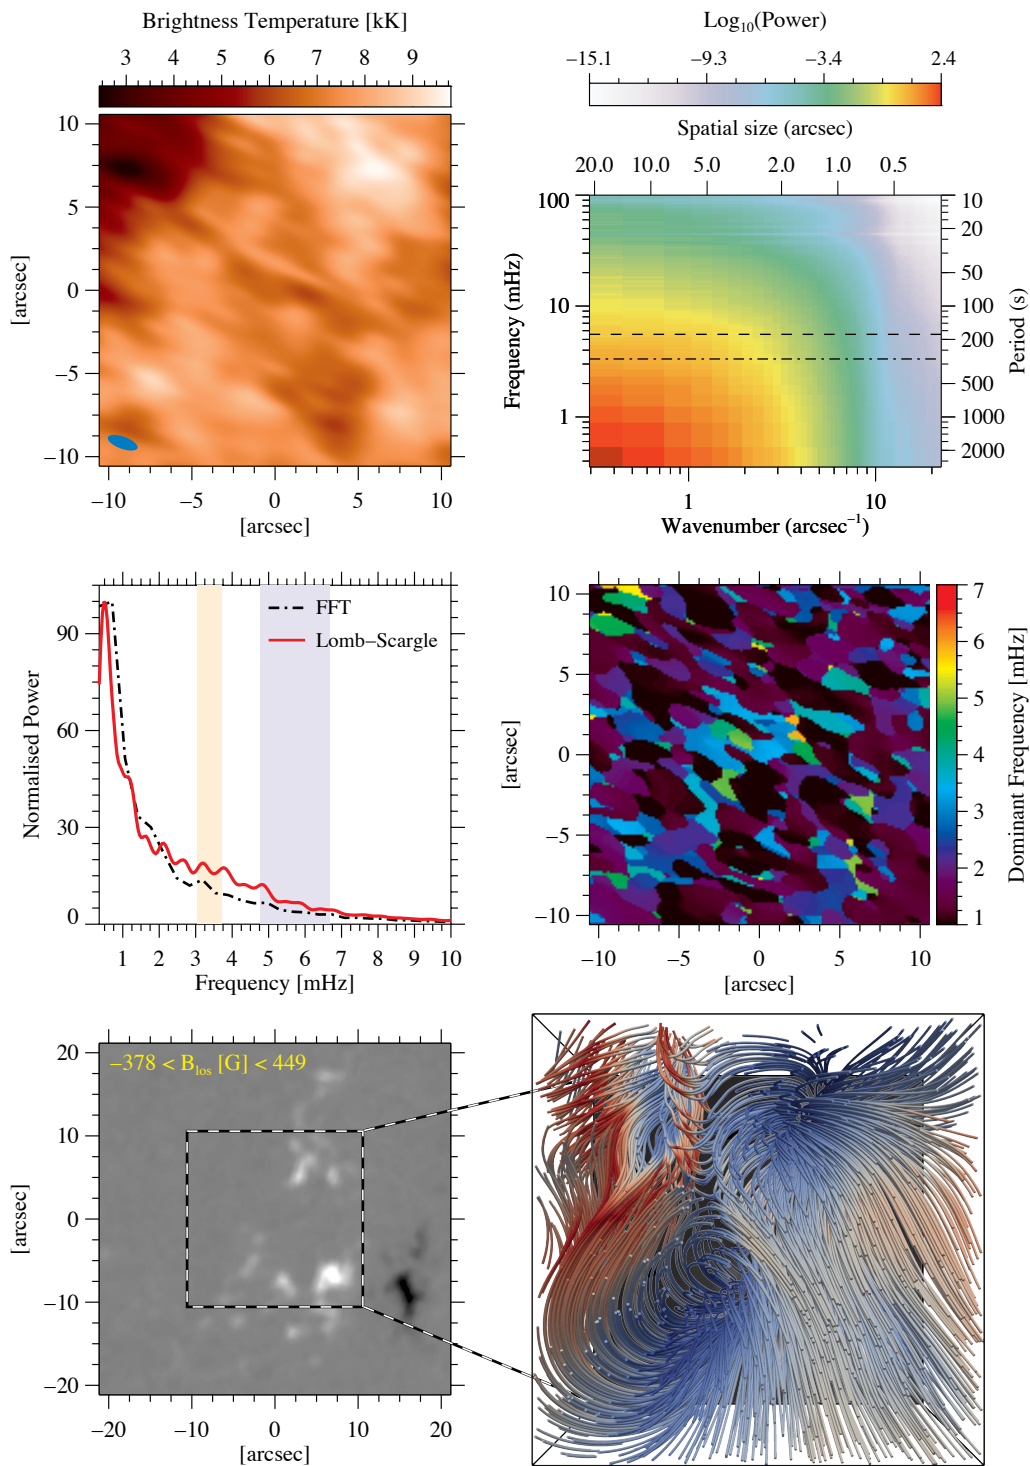 Brightness Temperature [kK]
3 4 5 6 7 8 9
10
5
0
−5
−10
[arcsec]
−10 −5 0 5 10
[arcsec]
Log10(Power)
−15.1 −9.3 −3.4 2.4
Spatial size (arcsec)
20.0 10.0 5.0 2.0 1.0 0.5
100
10
1
Frequency (mHz)
10
20
50
100
200
500
1000
2000
Period (s)
1 10
Wavenumber (arcsec−1)
FFT
Lomb−Scargle
90
60
30
0
Normalised Power
1 2 3 4 5 6 7 8 9 10
Frequency [mHz]
10
5
0
−5
−10
[arcsec]
−10 −5 0 5 10
[arcsec]
7
6
5
4
3
2
1
Dominant Frequency [mHz]
−378 < Blos [G] < 449
20
10
0
−10
−20
[arcsec]
−20 −10 0 10 20
[arcsec]